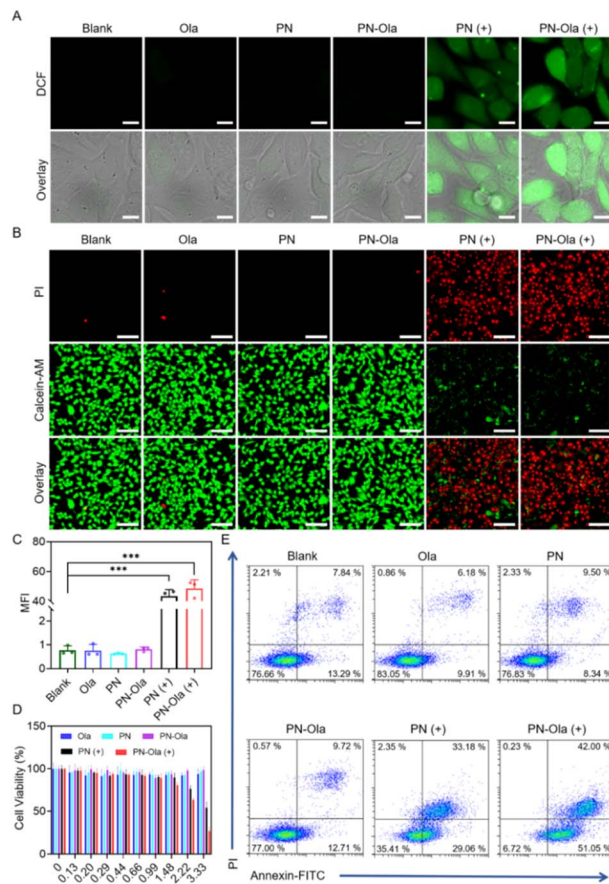 A
Blank Ola PN PN-Ola PN (+) PN-Ola (+)
DCF
Overlay
B
Blank Ola PN PN-Ola PN (+) PN-Ola (+)
PI
Calcein-AM
Overlay
C
MFI
80
60
40
2
1
0
***
***
Blank Ola PN PN-Ola PN (+) PN-Ola (+)
D
Cell Viability (%)
150
100
50
0
Ola PN PN-Ola
PN (+) PN-Ola (+)
0 0.13 0.20 0.29 0.44 0.66 0.99 1.48 2.22 3.33
E
Blank Ola PN
2.21 % 7.84 % 0.86 % 6.18 % 2.33 % 9.50 %
76.66 % 13.29 % 83.05 % 9.91 % 76.83 % 8.34 %
PN-Ola PN (+) PN-Ola (+)
0.57 % 9.72 % 2.35 % 33.18 % 0.23 % 42.00 %
77.00 % 12.71 % 35.41 % 29.06 % 6.72 % 51.05 %
PI
Annexin-FITC